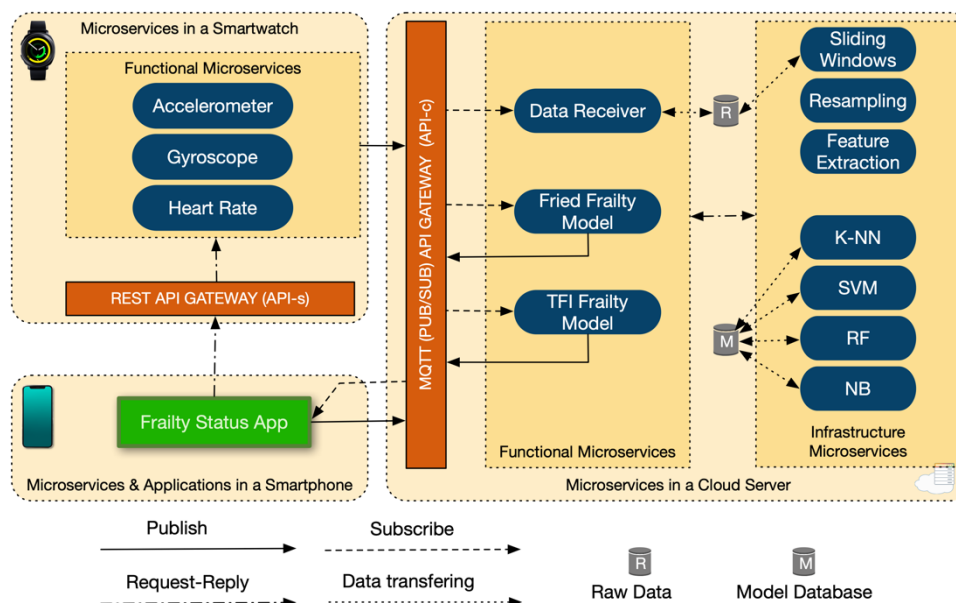 Microservices in a Smartwatch
Functional Microservices
Accelerometer
Gyroscope
Heart Rate
REST API GATEWAY (API-s)
Frailty Status App
Microservices & Applications in a Smartphone
MQTT (PUB/SUB) API GATEWAY (API-c)
Data Receiver
Fried Frailty
Model
TFI Frailty
Model
Functional Microservices
R
M
Sliding
Windows
Resampling
Feature
Extraction
K-NN
SVM
RF
NB
Infrastructure
Microservices
Microservices in a Cloud Server
Publish
Subscribe
Request-Reply
Data transfering
R
Raw Data
M
Model Database